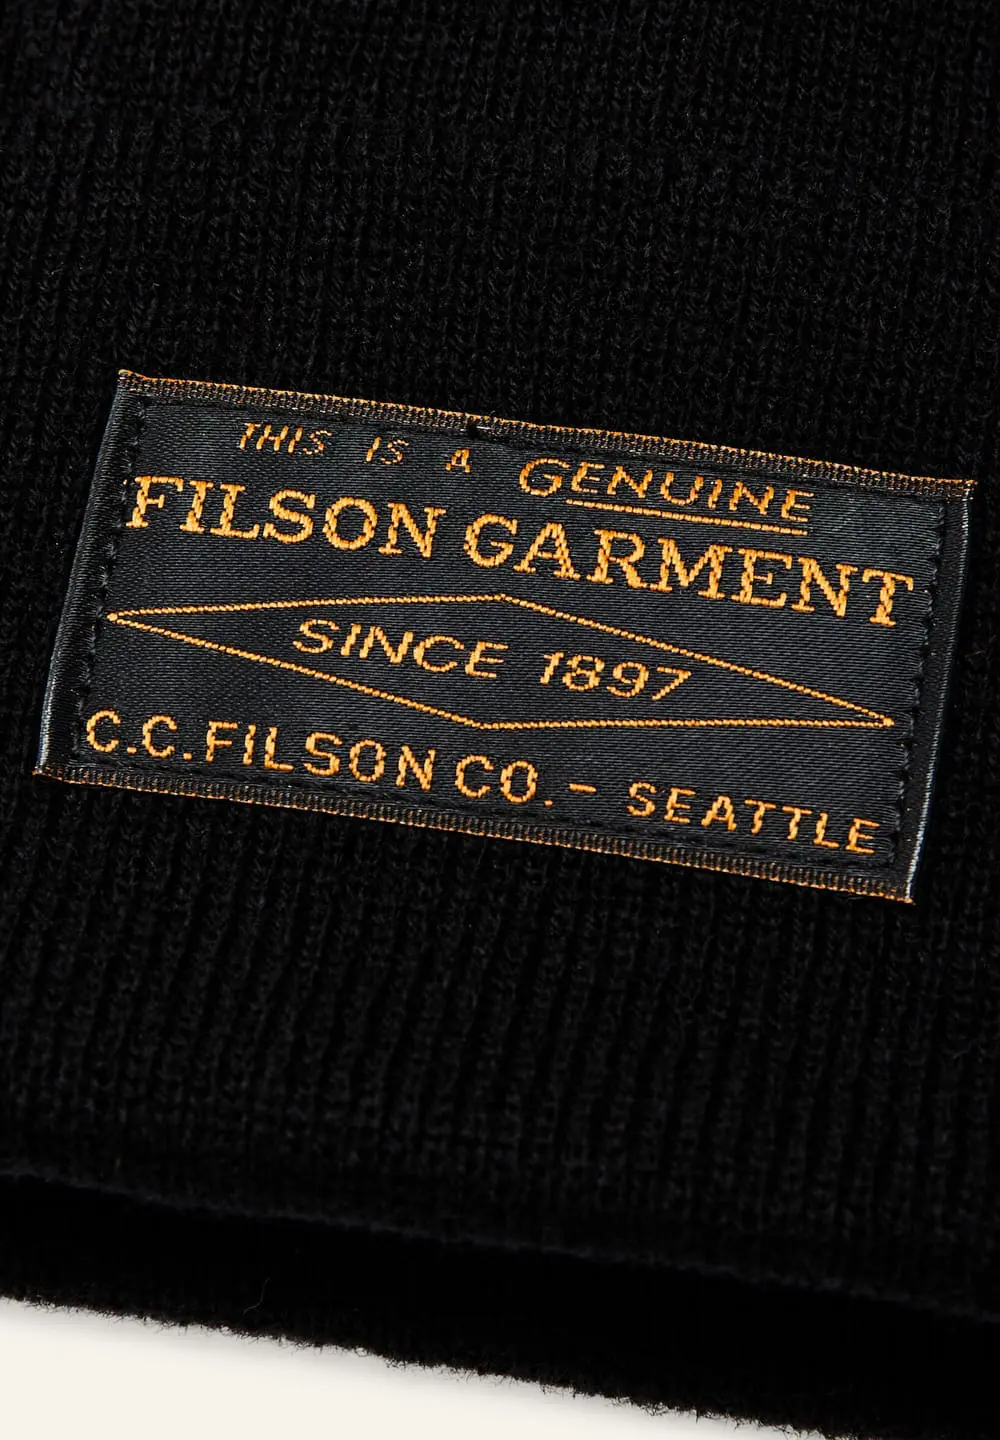 THIS IS A GENUINE
FILSON GARMENT
SINCE 1897
C.C.FILSON CO. - SEATTLE